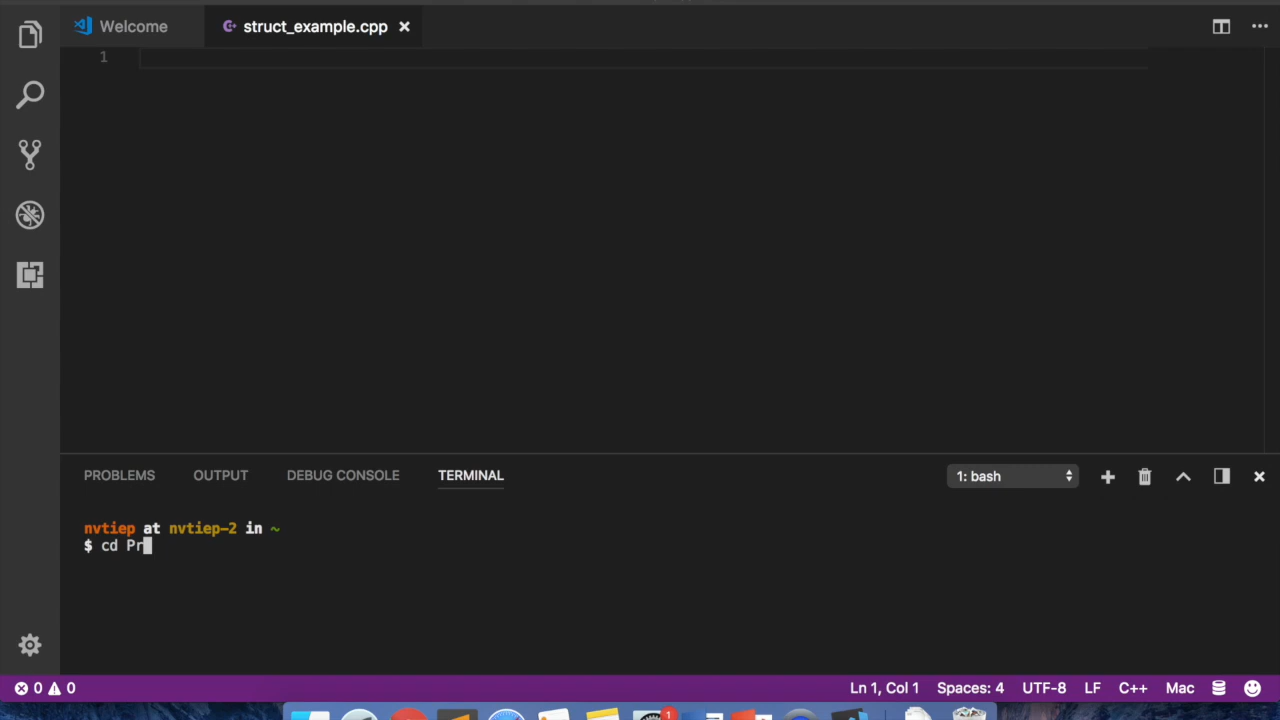 Welcome
struct_example.cpp
1
PROBLEMS OUTPUT DEBUG CONSOLE TERMINAL
1: bash
nvtiep at nvtiep-2 in ~
$ cd Pr
0 0
Ln 1, Col 1 Spaces: 4 UTF-8 LF C++ Mac
1